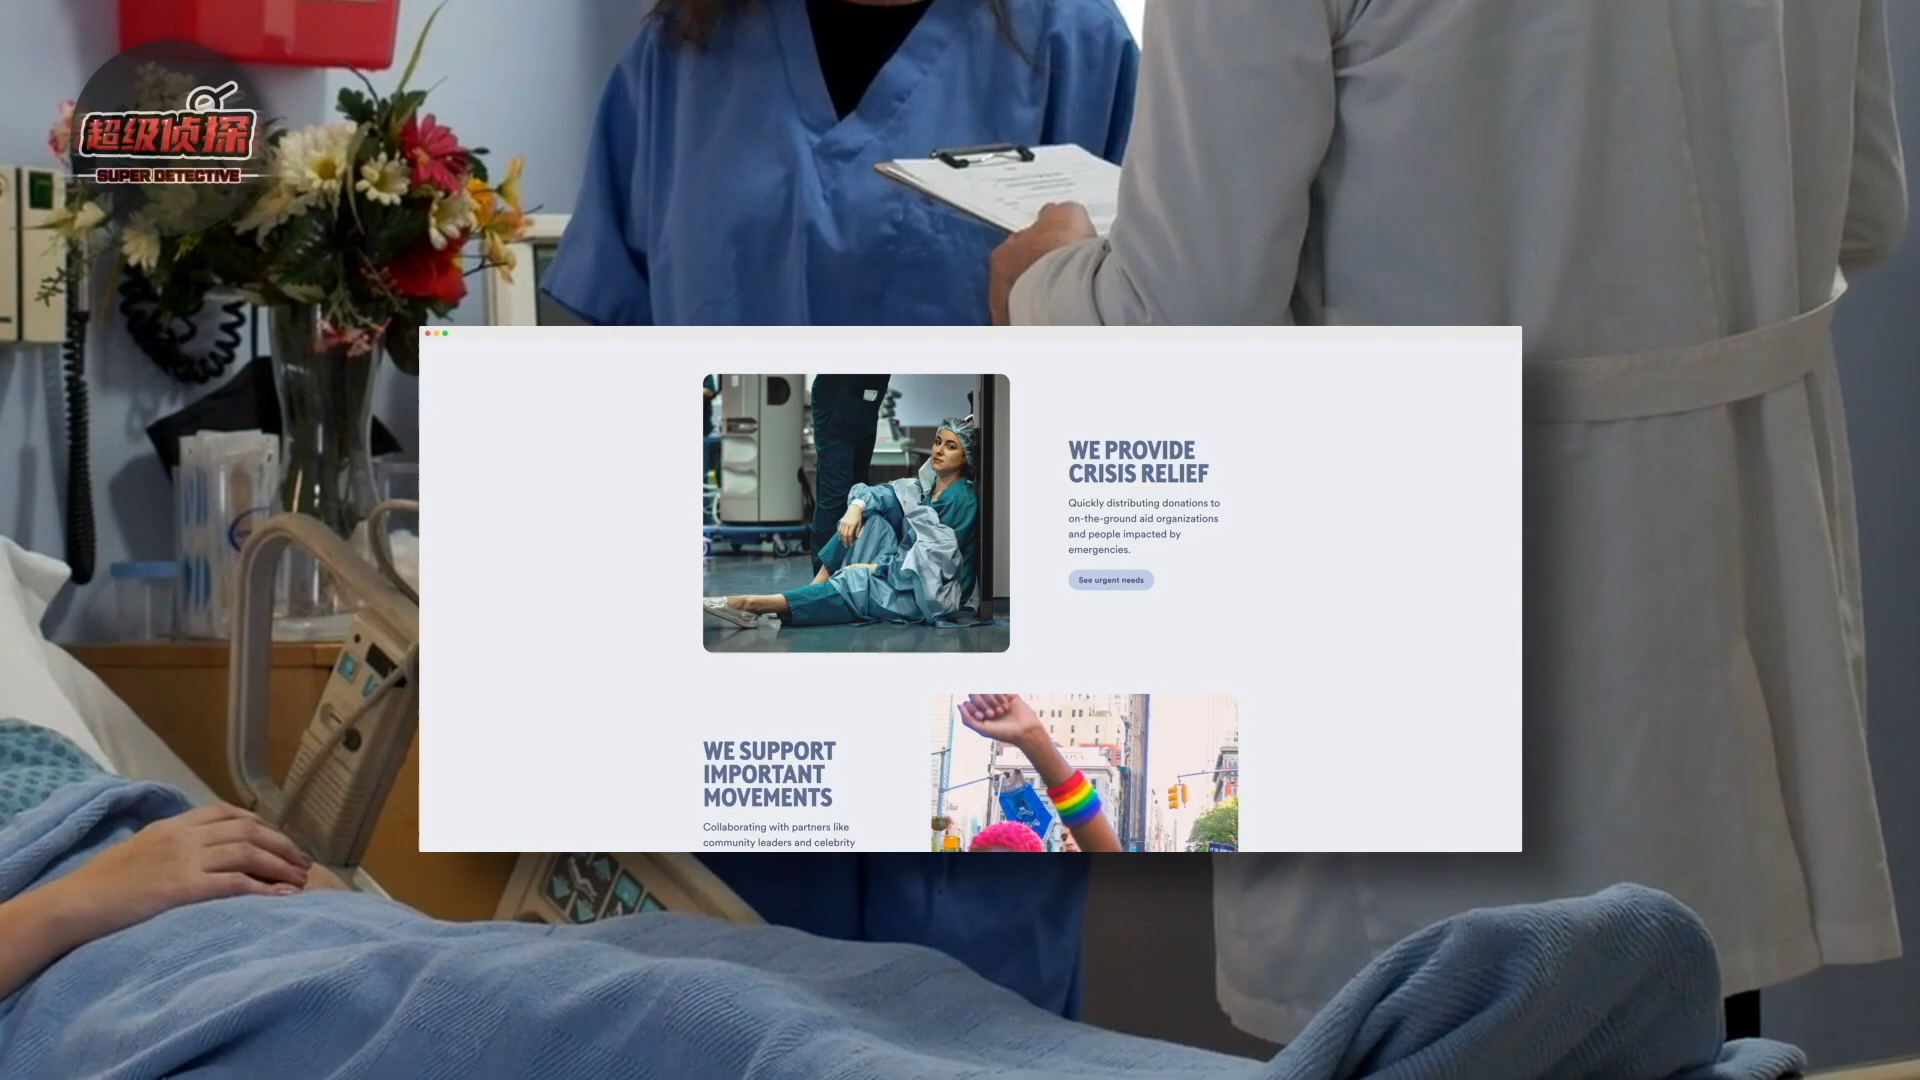 超级侦探
SUPER DETECTIVE
WE PROVIDE
CRISIS RELIEF
Quickly distributing donations to
on-the-ground aid organizations
and people impacted by
emergencies.
See urgent needs
WE SUPPORT
IMPORTANT
MOVEMENTS
Collaborating with partners like
community leaders and celebrity